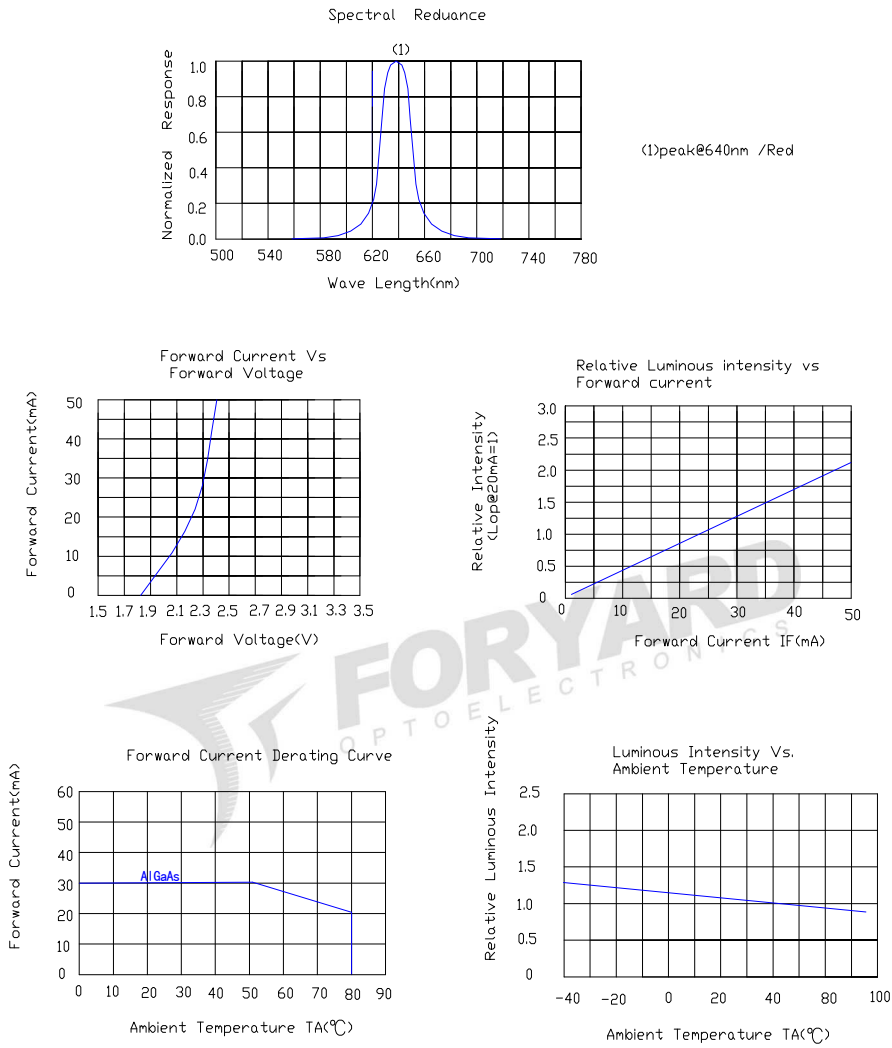 Spectral Reduance
(1)
Normalized Response
1.0
0.8
0.6
0.4
0.2
0.0
500 540 580 620 660 700 740 780
Wave Length(nm)
(1)peak@640nm /Red
Forward Current Vs
Forward Voltage
Forward Current(mA)
50
40
30
20
10
0
1.5 1.7 1.9 2.1 2.3 2.5 2.7 2.9 3.1 3.3 3.5
Forward Voltage(V)
Relative Luminous intensity vs
Forward current
Relative Intensity
(Lop@20mA=1)
3.0
2.5
2.0
1.5
1.0
0.5
0
0 10 20 30 40 50
Forward Current IF(mA)
FORYARD
OPTOELECTRONICS
Forward Current Derating Curve
Forward Current(mA)
60
50
40
30
20
10
0
AlGaAs
0 10 20 30 40 50 60 70 80 90
Ambient Temperature TA(℃)
Luminous Intensity Vs.
Ambient Temperature
Relative Luminous Intensity
2.5
2.0
1.5
1.0
0.5
0
-40 -20 0 20 40 80 100
Ambient Temperature TA(℃)